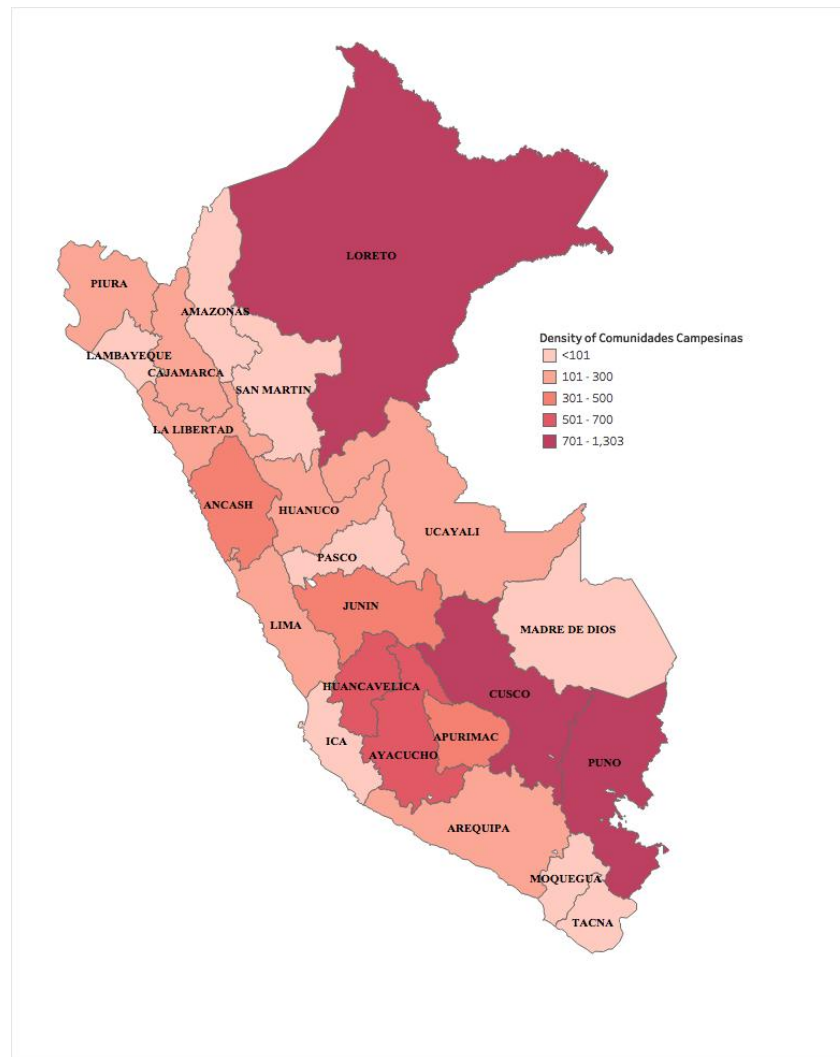 LORETO
PIURA
AMAZONAS
LAMBAYEQUE
CAJAMARCA
SAN MARTIN
Density of Comunidades Campesinas
<101
101 - 300
301 - 500
501 - 700
701 - 1,303
LA LIBERTAD
ANCASH
HUANUCO
UCAYALI
PASCO
JUNIN
LIMA
MADRE DE DIOS
HUANCAVELICA
CUSCO
ICA
APURIMAC
AYACUCHO
PUNO
AREQUIPA
MOQUEGUA
TACNA